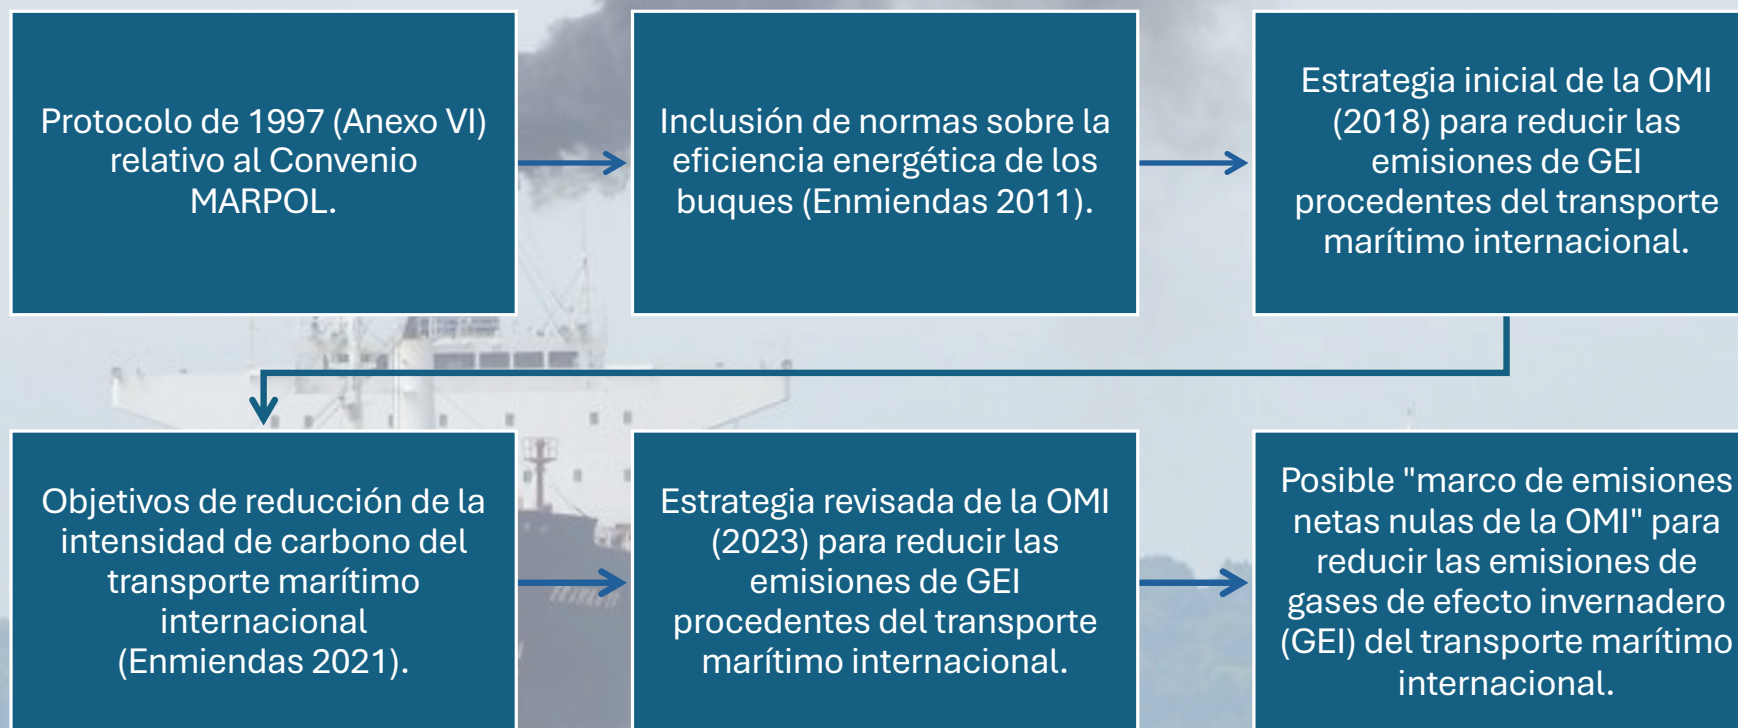 Protocolo de 1997 (Anexo VI)
relativo al Convenio
MARPOL.
Inclusión de normas sobre la
eficiencia energética de los
buques (Enmiendas 2011).
Estrategia inicial de la OMI
(2018) para reducir las
emisiones de GEI
procedentes del transporte
marítimo internacional.
Objetivos de reducción de la
intensidad de carbono del
transporte marítimo
internacional
(Enmiendas 2021).
Estrategia revisada de la OMI
(2023) para reducir las
emisiones de GEI
procedentes del transporte
marítimo internacional.
Posible "marco de emisiones
netas nulas de la OMI" para
reducir las emisiones de
gases de efecto invernadero
(GEI) del transporte marítimo
internacional.